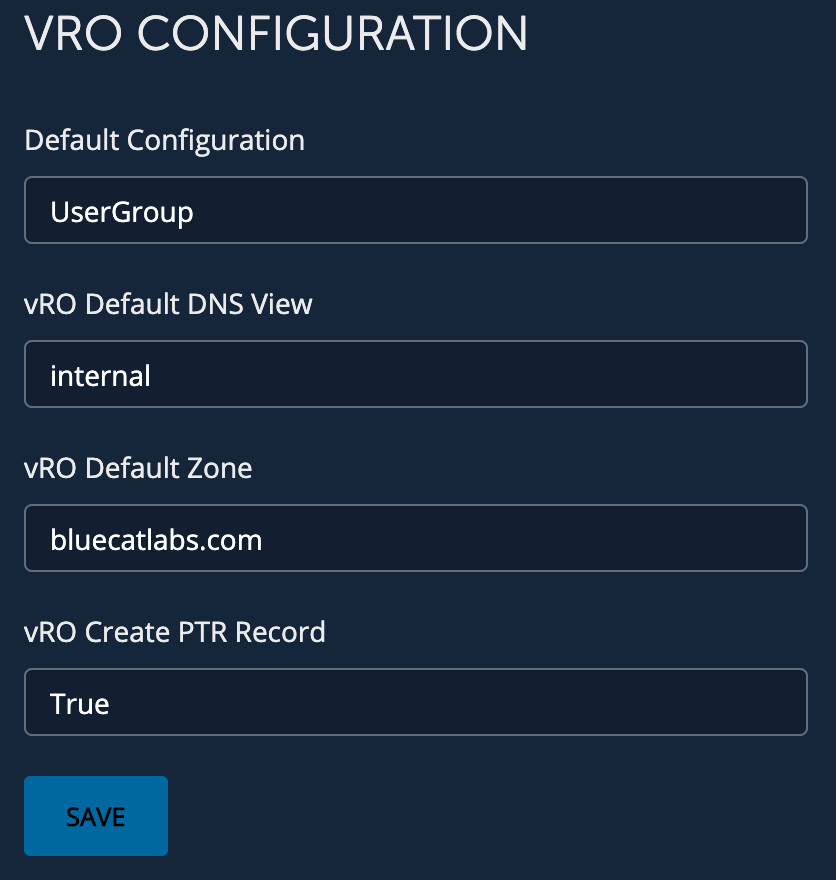 VRO CONFIGURATION
Default Configuration
UserGroup
vRO Default DNS View
internal
vRO Default Zone
bluecatlabs.com
vRO Create PTR Record
True
SAVE